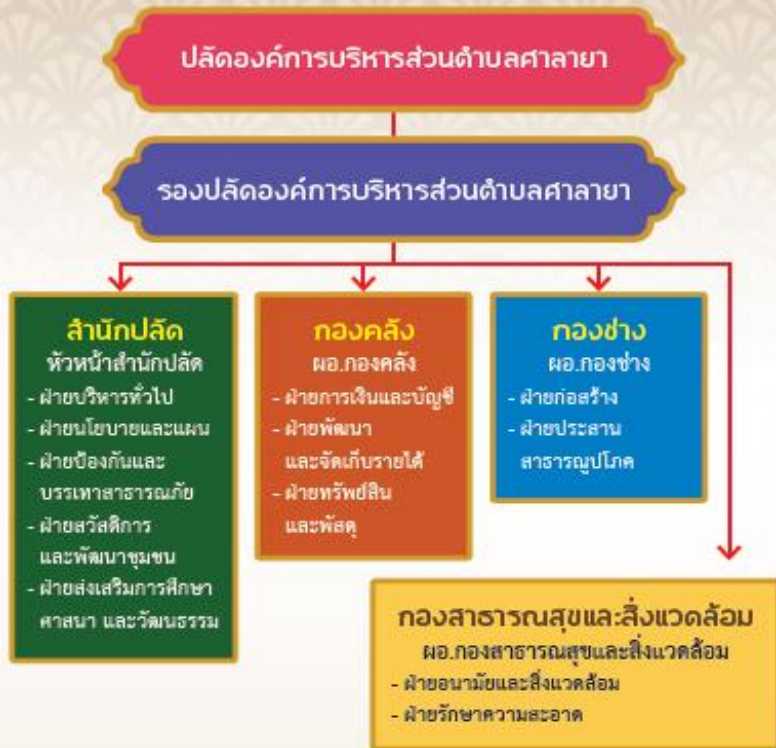 ปลัดองค์การบริหารส่วนตำบลศาลายา
รองปลัดองค์การบริหารส่วนตำบลศาลายา
สำนักปลัด
หัวหน้าสำนักปลัด
- ฝ่ายบริหารทั่วไป
- ฝ่ายนโยบายและแผน
- ฝ่ายป้องกันและ
บรรเทาสาธารณภัย
- ฝ่ายสวัสดิการ
และพัฒนาชุมชน
- ฝ่ายส่งเสริมการศึกษา
ศาสนา และวัฒนธรรม
กองคลัง
ผอ.กองคลัง
- ฝ่ายการเงินและบัญชี
- ฝ่ายพัฒนา
และจัดเก็บรายได้
- ฝ่ายทรัพย์สิน
และพัสดุ
กองช่าง
ผอ.กองช่าง
- ฝ่ายก่อสร้าง
- ฝ่ายประสาน
สาธารณูปโภค
กองสาธารณสุขและสิ่งแวดล้อม
ผอ.กองสาธารณสุขและสิ่งแวดล้อม
- ฝ่ายอนามัยและสิ่งแวดล้อม
- ฝ่ายรักษาความสะอาด